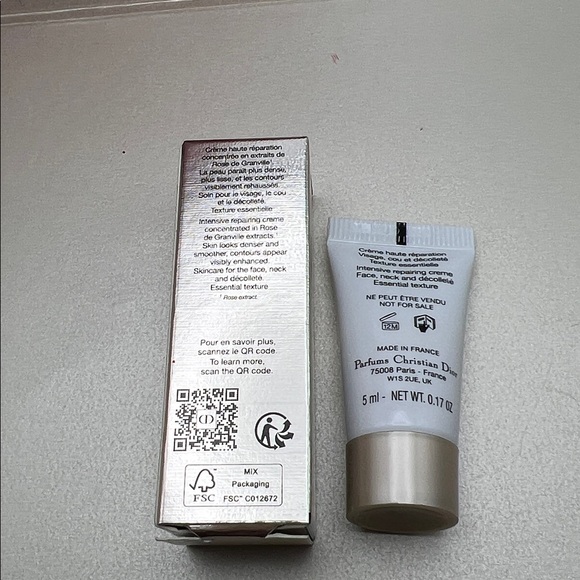 Crème haute réparation
concentrée en extraits de
Rose de Granville¹.
La peau paraît plus dense,
plus lisse, et les contours
visiblement rehaussés.
Soin pour le visage, le cou
et le décolleté.
Texture essentielle
Intensive repairing creme
concentrated in Rose
de Granville extracts.¹
Skin looks denser and
smoother, contours appear
visibly enhanced.
Skincare for the face, neck
and décolleté.
Essential texture
¹ Rose extract.
Pour en savoir plus,
scannez le QR code.
To learn more,
scan the QR code.
CD
FSC
MIX
Packaging
FSC™ C012672
Crème haute réparation
Visage, cou et décolleté
Texture essentielle
Intensive repairing creme
Face, neck and décolleté
Essential texture
NE PEUT ÊTRE VENDU
NOT FOR SALE
12M
MADE IN FRANCE
Parfums Christian Dior
75008 Paris - France
W1S 2UE, UK
5 ml - NET WT. 0.17 OZ